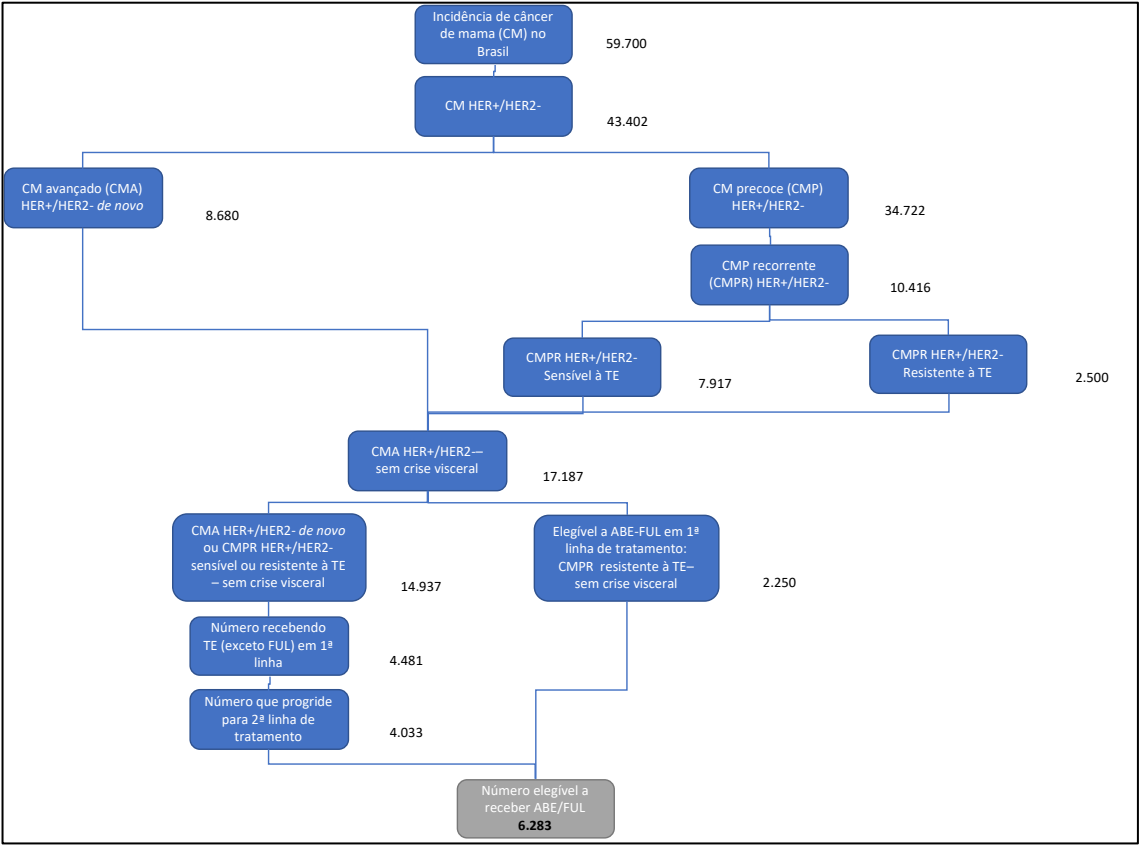 Incidência de câncer
de mama (CM) no
Brasil
59.700
CM HER+/HER2-
43.402
CM avançado (CMA)
HER+/HER2- de novo
8.680
CM precoce (CMP)
HER+/HER2-
34.722
CMP recorrente
(CMPR) HER+/HER2-
10.416
CMPR HER+/HER2-
Sensível à TE
7.917
CMPR HER+/HER2-
Resistente à TE
2.500
CMA HER+/HER2—
sem crise visceral
17.187
CMA HER+/HER2- de novo
ou CMPR HER+/HER2-
sensível ou resistente à TE
– sem crise visceral
14.937
Elegível a ABE-FUL em 1ª
linha de tratamento:
CMPR resistente à TE–
sem crise visceral
2.250
Número recebendo
TE (exceto FUL) em 1ª
linha
4.481
Número que progride
para 2ª linha de
tratamento
4.033
Número elegível a
receber ABE/FUL
6.283